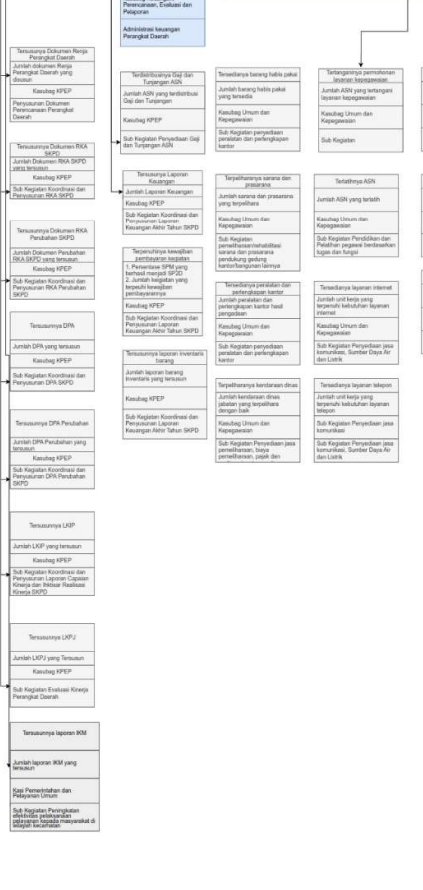 Perencanaan, Evaluasi dan
Pelaporan
Administrasi keuangan
Perangkat Daerah
Tersusunya Dokumen Renja
Perangkat Daerah
Jumlah dokumen Renja
Perangkat Daerah yang
disusun
Kasubag KPEP
Penyusunan Dokumen
Perencanaan Perangkat
Daerah
Tersusunnya Dokumen RKA
SKPD
Jumlah Dokumen RKA SKPD
yang tersusun
Kasubag KPEP
Sub Kegiatan Koordinasi dan
Penyusunan RKA SKPD
Tersusunnya Dokumen RKA
Perubahan SKPD
Jumlah Dokumen Perubahan
RKA SKPD yang tersusun
Kasubag KPEP
Sub Kegiatan Koordinasi dan
Penyusunan RKA Perubahan
SKPD
Tersusunnya DPA
Jumlah DPA yang tersusun
Kasubag KPEP
Sub Kegiatan Koordinasi dan
Penyusunan DPA SKPD
Tersusunnya DPA Perubahan
Jumlah DPA Perubahan yang
tersusun
Kasubag KPEP
Sub Kegiatan Koordinasi dan
Penyusunan DPA Perubahan
SKPD
Tersusunnya LKIP
Jumlah LKIP yang tersusun
Kasubag KPEP
Sub Kegiatan Koordinasi dan
Penyusunan Laporan Capaian
Kinerja dan Ihktisar Realisasi
Kinerja SKPD
Tersusunnya LKPJ
Jumlah LKPJ yang Tersusun
Kasubag KPEP
Sub Kegiatan Evaluasi Kinerja
Perangkat Daerah
Tersusunnya laporan IKM
Jumlah laporan IKM yang
tersusun
Kasi Pemerintahan dan
Pelayanan Umum
Sub Kegiatan Peningkatan
efektivitas pelaksanaan
pelayanan kepada masyarakat di
wilayah kecamatan
Terdistribusinya Gaji dan
Tunjangan ASN
Jumlah ASN yang terdistribusi
Gaji dan Tunjangan
Kasubag KPEP
Sub Kegiatan Penyediaan Gaji
dan Tunjangan ASN
Tersusunya Laporan
Keuangan
Jumlah Laporan Keuangan
Kasubag KPEP
Sub Kegiatan Koordinasi dan
Penyusunan Laporan
Keuangan Akhir Tahun SKPD
Terpenuhinya kewajiban
pembayaran kegiatan
1. Persentase SPM yang
berhasil menjadi SP2D
2. Jumlah kegiatan yang
terpeuhi kewajiban
pembayarannya
Kasubag KPEP
Sub Kegiatan Koordinasi dan
Penyusunan Laporan
Keuangan Akhir Tahun SKPD
Tersusunnya laporan inventaris
barang
Jumlah laporan barang
Inventaris yang tersusun
Kasubag KPEP
Sub Kegiatan Koordinasi dan
Penyusunan Laporan
Keuangan Akhir Tahun SKPD
Tersedianya barang habis pakai
Jumlah barang habis pakai
yang tersedia
Kasubag Umum dan
Kepegawaian
Sub Kegiatan penyediaan
peralatan dan perlengkapan
kantor
Terpeliharanya sarana dan
prasarana
Jumlah sarana dan prasarana
yang terpelihara
Kasubag Umum dan
Kepegawaian
Sub Kegiatan
pemeliharaan/rehabilitasi
sarana dan prasarana
pendukung gedung
kantor/bangunan lainnya
Tersedianya peralatan dan
perlengkapan kantor
Jumlah peralatan dan
perlengkapan kantor hasil
pengadaan
Kasubag Umum dan
Kepegawaian
Sub Kegiatan penyediaan
peralatan dan perlengkapan
kantor
Terpeliharanya kendaraan dinas
Jumlah kendaraan dinas
jabatan yang terpelihara
dengan baik
Kasubag Umum dan
Kepegawaian
Sub Kegiatan Penyediaan jasa
pemeliharaan, biaya
pemeliharaan, pajak dan
Tertangannya permohonan
layanan kepegawaian
Jumlah ASN yang tertangani
layanan kepegawaian
Kasubag Umum dan
Kepegawaian
Sub Kegiatan
Terlatihnya ASN
Jumlah ASN yang terlatih
Kasubag Umum dan
Kepegawaian
Sub Kegiatan Pendidikan dan
Pelatihan pegawai berdasarkan
tugas dan fungsi
Tersedianya layanan internet
Jumlah unit kerja yang
terpenuhi kebutuhan layanan
internet
Kasubag Umum dan
Kepegawaian
Sub Kegiatan Penyediaan jasa
komunikasi, Sumber Daya Air
dan Listrik
Tersedianya layanan telepon
Jumlah unit kerja yang
terpenuhi kebutuhan layanan
telepon
Sub Kegiatan Penyediaan jasa
komunikasi
Sub Kegiatan Penyediaan jasa
komunikasi, Sumber Daya Air
dan Listrik